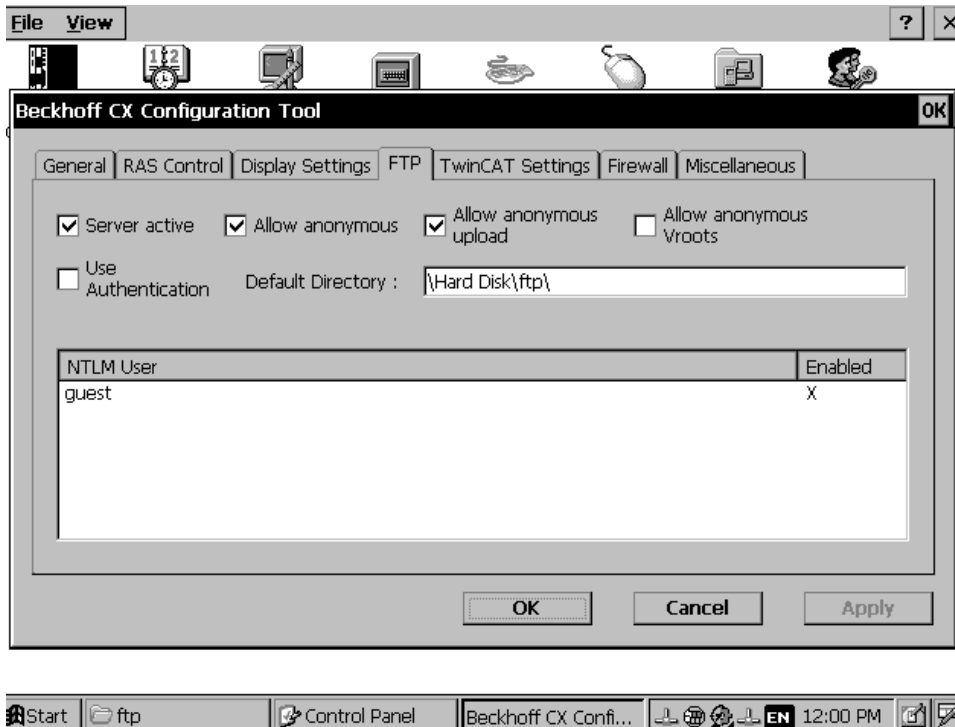 File View ?
Beckhoff CX Configuration Tool OK
General RAS Control Display Settings FTP TwinCAT Settings Firewall Miscellaneous
Server active Allow anonymous Allow anonymous upload Allow anonymous Vroots
Use Authentication Default Directory : \Hard Disk\ftp\
NTLM User Enabled
guest X
OK Cancel Apply
Start ftp Control Panel Beckhoff CX Confi... EN 12:00 PM